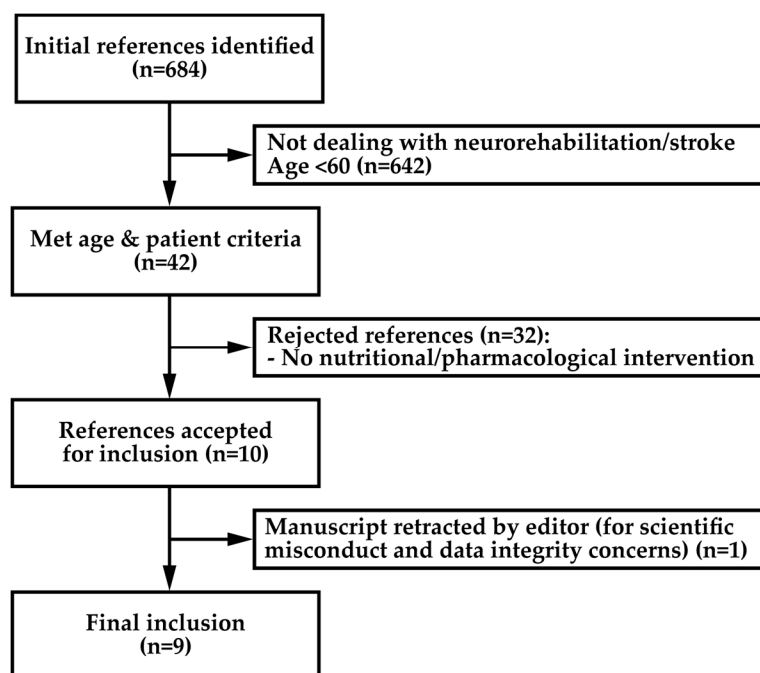 Initial references identified
(n=684)
Not dealing with neurorehabilitation/stroke
Age <60 (n=642)
Met age & patient criteria
(n=42)
Rejected references (n=32):
- No nutritional/pharmacological intervention
References accepted
for inclusion (n=10)
Manuscript retracted by editor (for scientific
misconduct and data integrity concerns) (n=1)
Final inclusion
(n=9)